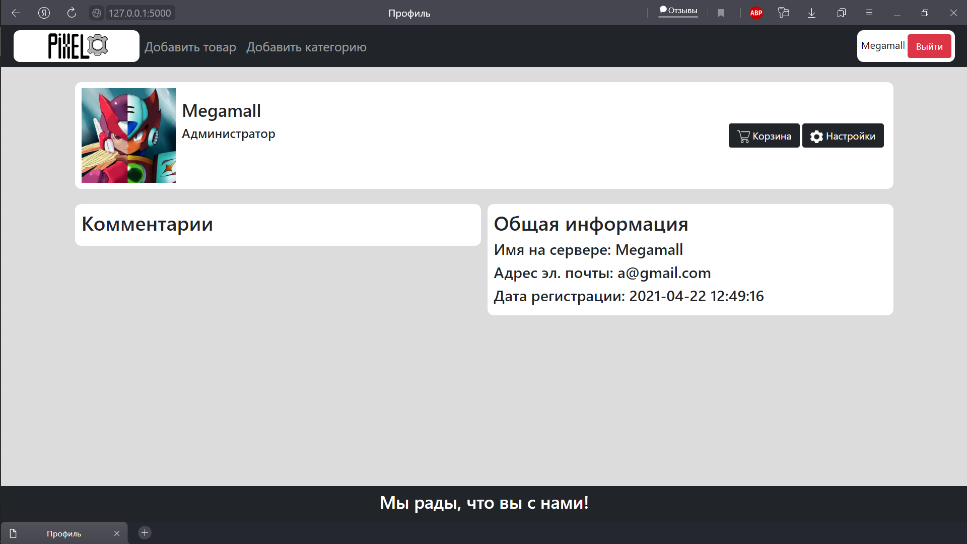 Я 127.0.0.1:5000 Профиль Отзывы ABP
PIXEL Добавить товар Добавить категорию Megamall Выйти
Megamall
Администратор
Корзина Настройки
Комментарии
Общая информация
Имя на сервере: Megamall
Адрес эл. почты: a@gmail.com
Дата регистрации: 2021-04-22 12:49:16
Мы рады, что вы с нами!
Профиль